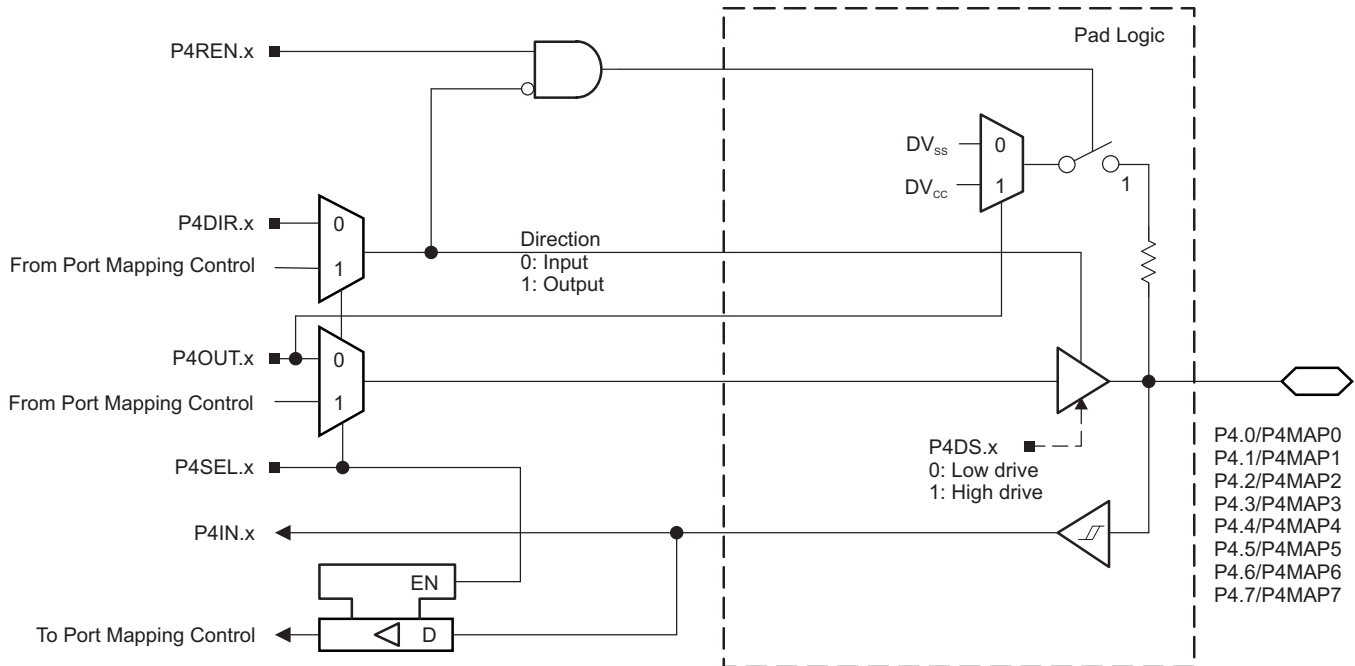 Pad Logic
P4REN.x
DVSS
0
DVCC
1
1
P4DIR.x
0
From Port Mapping Control
1
Direction
0: Input
1: Output
P4OUT.x
0
From Port Mapping Control
1
P4DS.x
0: Low drive
1: High drive
P4SEL.x
P4.0/P4MAP0
P4.1/P4MAP1
P4.2/P4MAP2
P4.3/P4MAP3
P4.4/P4MAP4
P4.5/P4MAP5
P4.6/P4MAP6
P4.7/P4MAP7
P4IN.x
EN
To Port Mapping Control
D